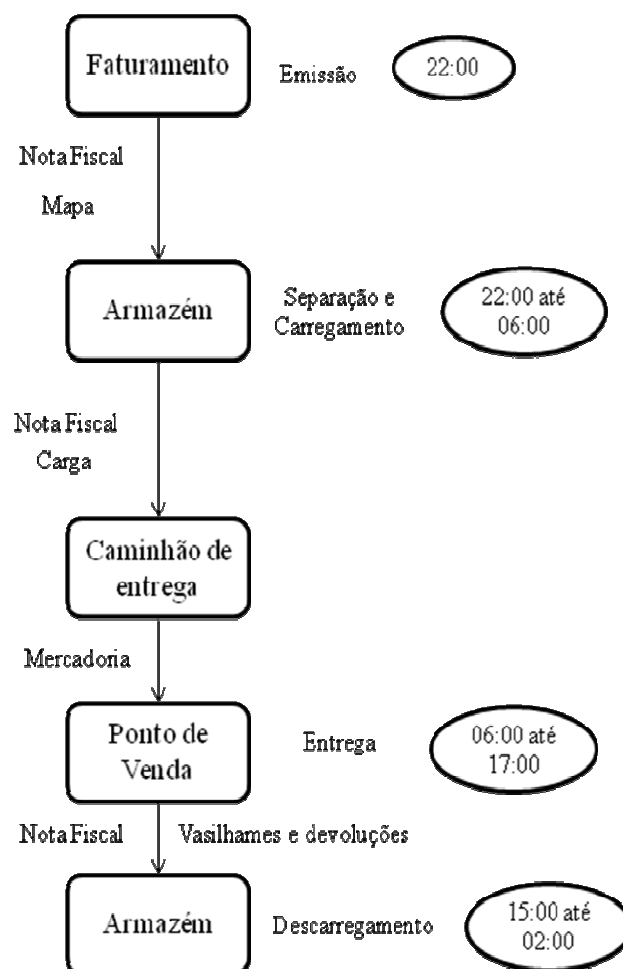 Faturamento
Emissão
22:00
Nota Fiscal
Mapa
Armazém
Separação e
Carregamento
22:00 até
06:00
Nota Fiscal
Carga
Caminhão de
entrega
Mercadoria
Ponto de
Venda
Entrega
06:00 até
17:00
Nota Fiscal
Vasilhames e devoluções
Armazém
Descarregamento
15:00 até
02:00